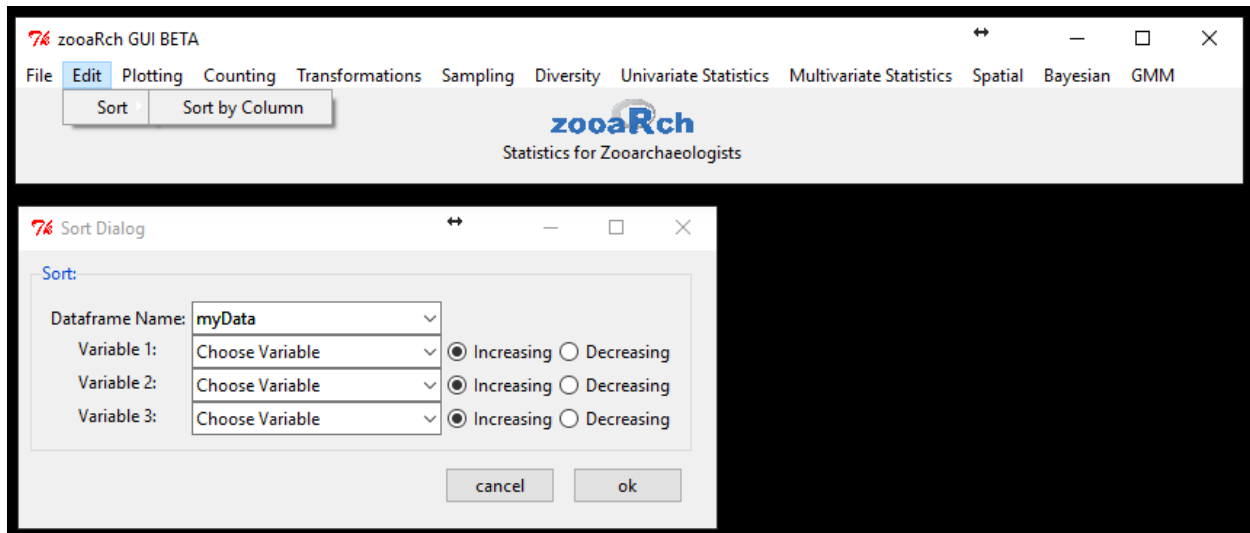 zooaRch GUI BETA
File Edit Plotting Counting Transformations Sampling Diversity Univariate Statistics Multivariate Statistics Spatial Bayesian GMM
Sort Sort by Column
zooaRch
Statistics for Zooarchaeologists
Sort Dialog
Sort:
Dataframe Name: myData
Variable 1: Choose Variable Increasing Decreasing
Variable 2: Choose Variable Increasing Decreasing
Variable 3: Choose Variable Increasing Decreasing
cancel ok